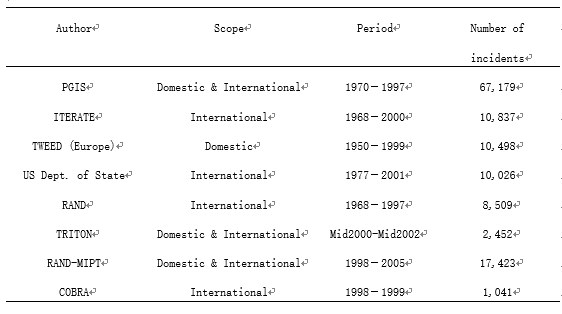 Author Scope Period Number of
incidents
PGIS Domestic & International 1970－1997 67,179
ITERATE International 1968－2000 10,837
TWEED (Europe) Domestic 1950－1999 10,498
US Dept. of State International 1977－2001 10,026
RAND International 1968－1997 8,509
TRITON Domestic & International Mid2000-Mid2002 2,452
RAND-MIPT Domestic & International 1998－2005 17,423
COBRA International 1998－1999 1,041